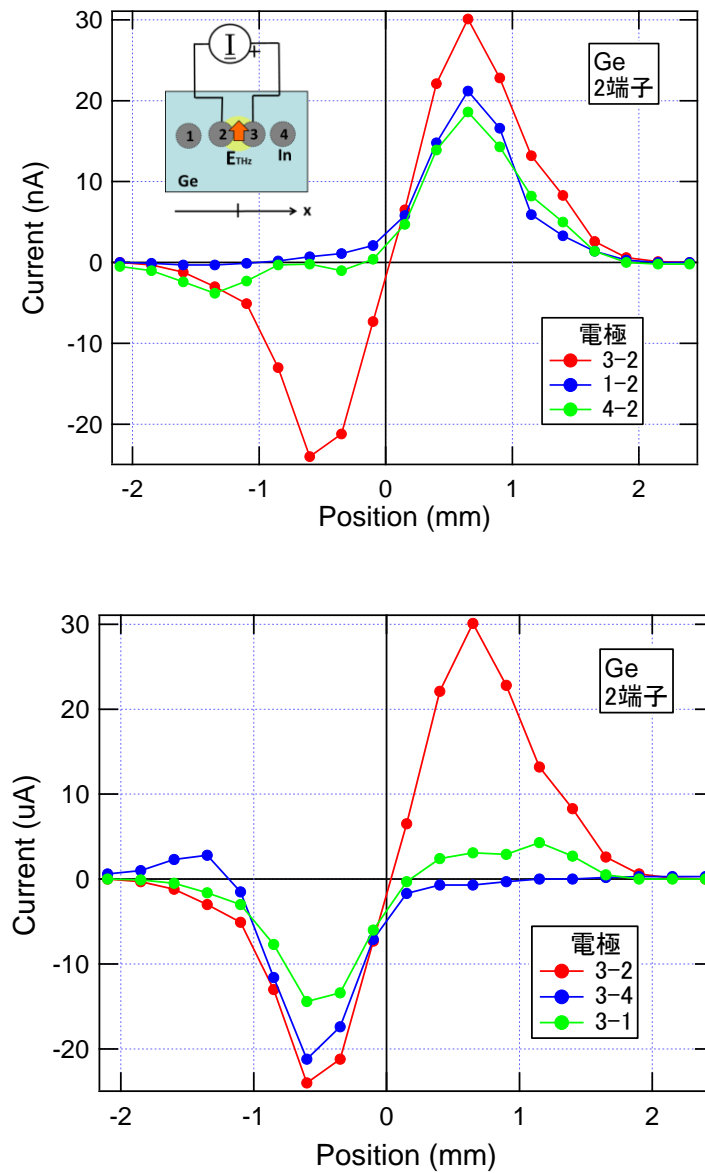 30
20
10
0
-10
-20
Current (nA)
I
+
1
2
3
4
ETHz
In
Ge
x
Ge
2端子
電極
3-2
1-2
4-2
-2
-1
0
1
2
Position (mm)
30
20
10
0
-10
-20
Current (uA)
Ge
2端子
電極
3-2
3-4
3-1
-2
-1
0
1
2
Position (mm)